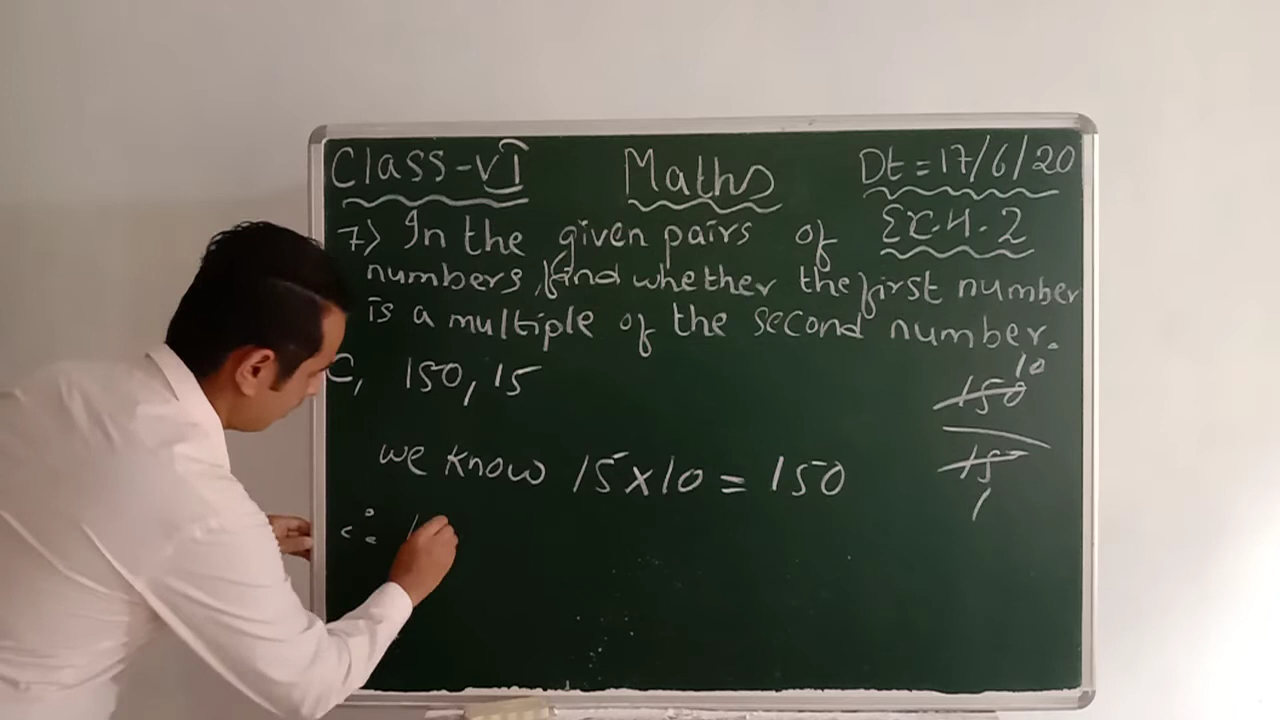 Class-VI Maths Dt=17/6/20
7) In the given pairs of EX.4.2
numbers, find whether the first number
is a multiple of the second number.
C, 150, 15
10
150
15
1
we know 15×10 = 150
∴ 1